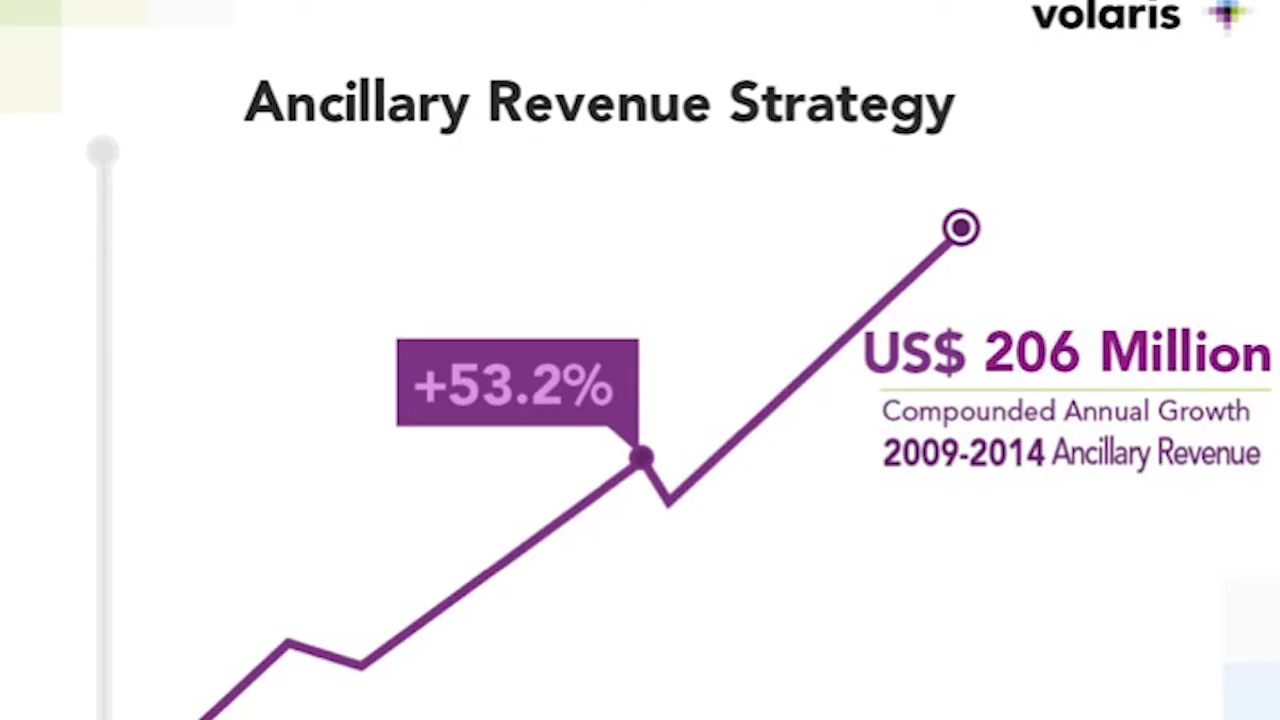 volaris
Ancillary Revenue Strategy
+53.2%
US$ 206 Million
Compounded Annual Growth
2009-2014 Ancillary Revenue